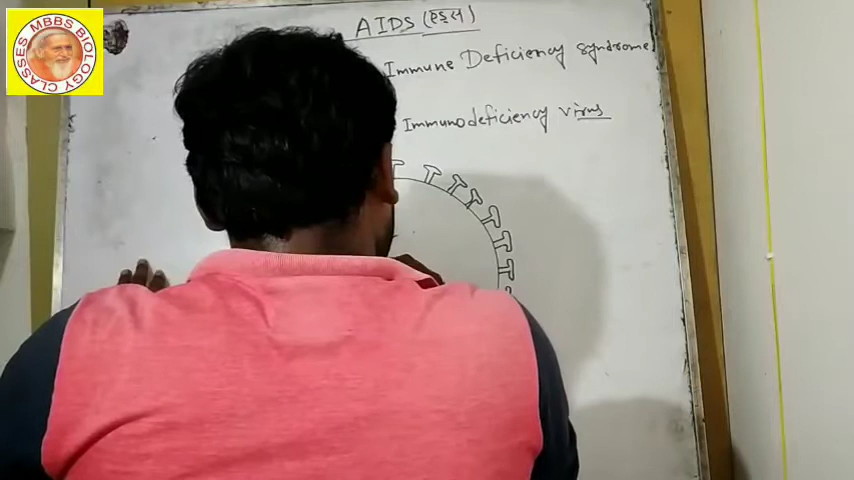 MBBS BIOLOGY CLASSES
AIDS (एड्स)
Immune Deficiency Syndrome
Immunodeficiency virus